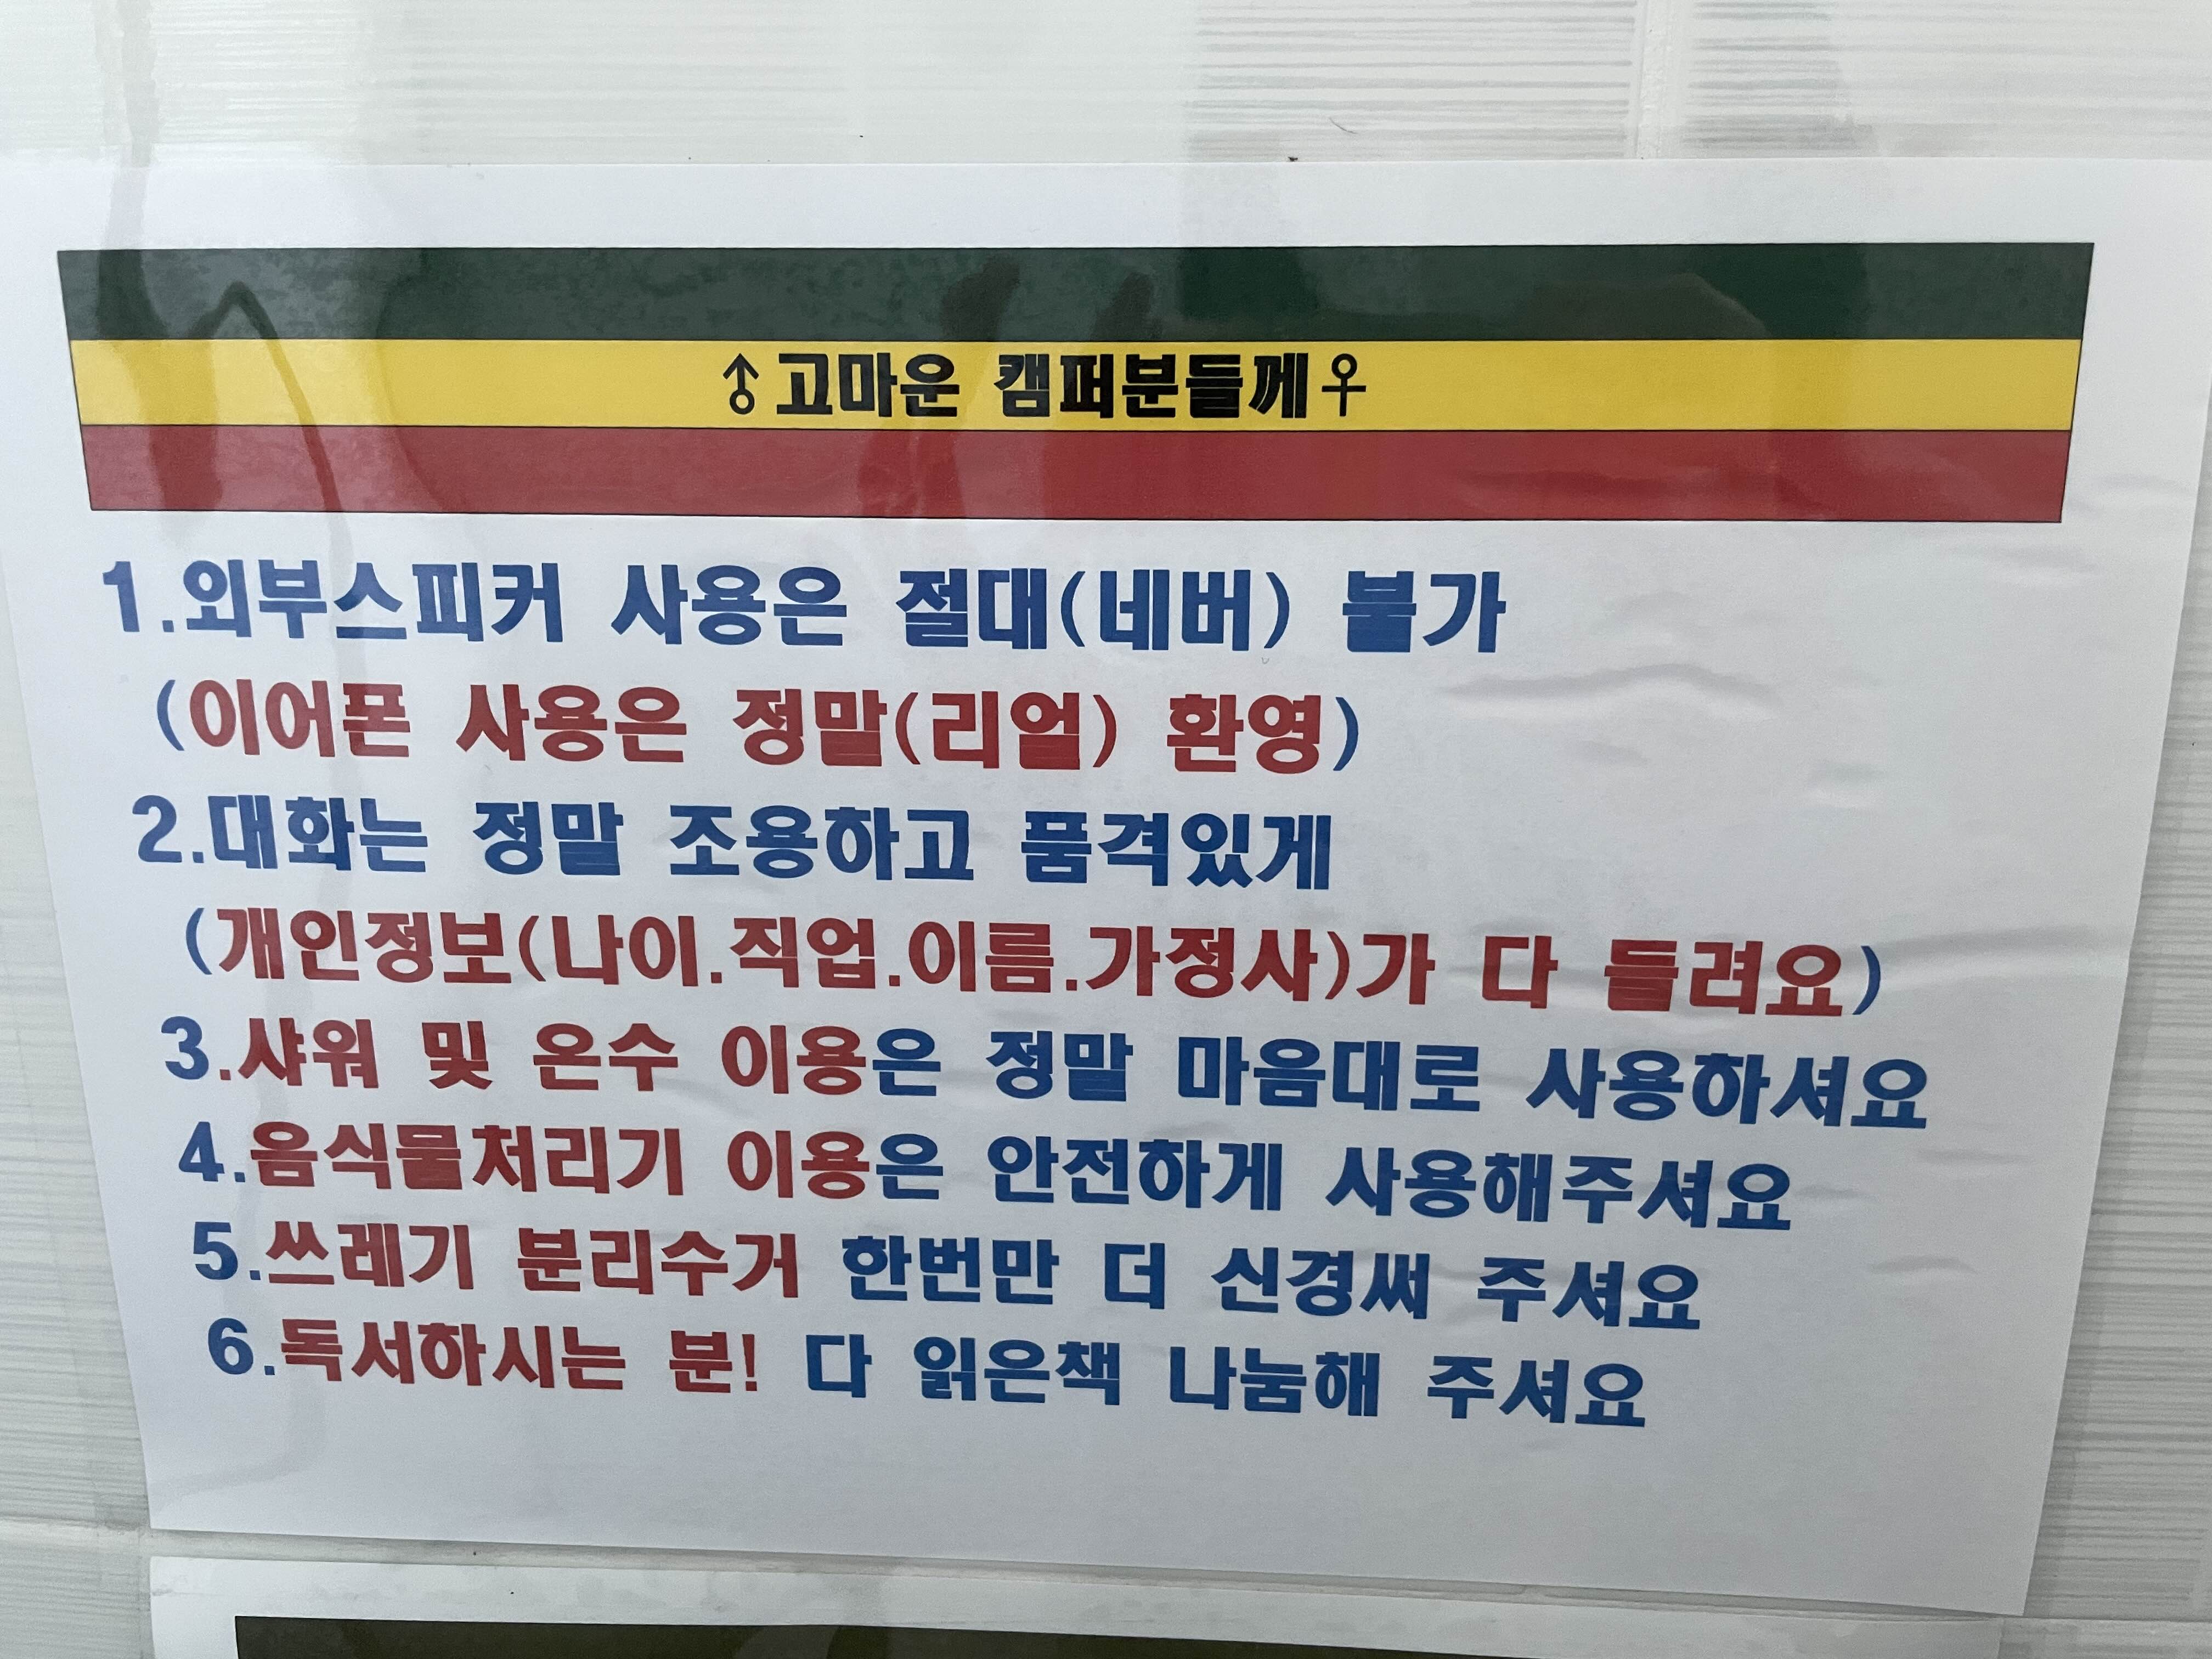 ♂고마운 캠퍼분들께♀
1.외부스피커 사용은 절대(네버) 불가
(이어폰 사용은 정말(리얼) 환영)
2.대화는 정말 조용하고 품격있게
(개인정보(나이.직업.이름.가정사)가 다 들려요)
3.샤워 및 온수 이용은 정말 마음대로 사용하셔요
4.음식물처리기 이용은 안전하게 사용해주셔요
5.쓰레기 분리수거 한번만 더 신경써 주셔요
6.독서하시는 분! 다 읽은책 나눔해 주셔요